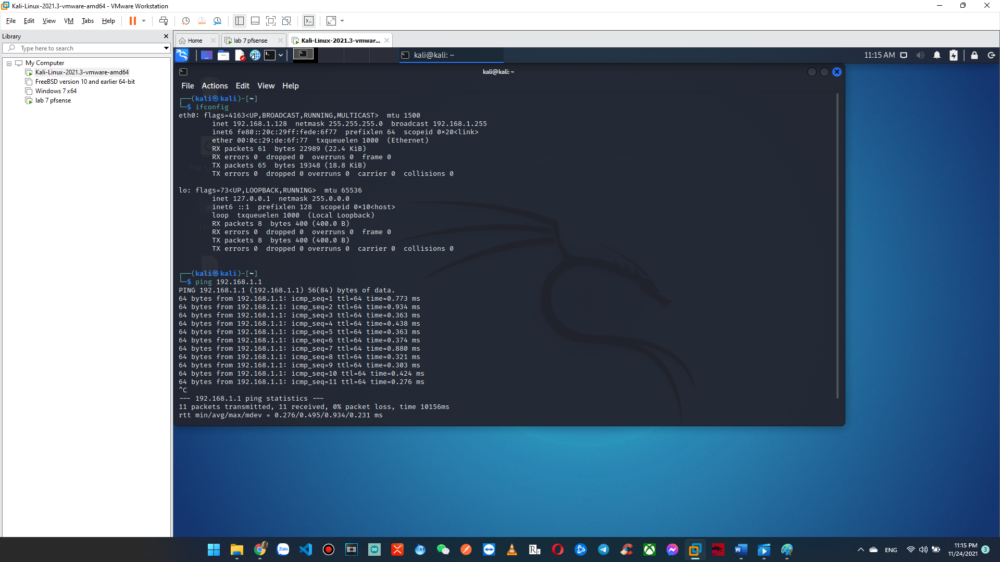 Kali-Linux-2021.3-vmware-amd64 - VMware Workstation
File Edit View VM Tabs Help
Library
Type here to search
My Computer
Kali-Linux-2021.3-vmware-amd64
FreeBSD version 10 and earlier 64-bit
Windows 7 x64
lab 7 pfsense
Home
lab 7 pfsense
Kali-Linux-2021.3-vmwar...
kali@kali: ~
11:15 AM
kali@kali: ~
File Actions Edit View Help
┌──(kali㉿kali)-[~]
└─$ ifconfig
eth0: flags=4163<UP,BROADCAST,RUNNING,MULTICAST>  mtu 1500
inet 192.168.1.128  netmask 255.255.255.0  broadcast 192.168.1.255
inet6 fe80::20c:29ff:fede:6f77  prefixlen 64  scopeid 0×20<link>
ether 00:0c:29:de:6f:77  txqueuelen 1000  (Ethernet)
RX packets 61  bytes 22989 (22.4 KiB)
RX errors 0  dropped 0  overruns 0  frame 0
TX packets 65  bytes 19348 (18.8 KiB)
TX errors 0  dropped 0 overruns 0  carrier 0  collisions 0
lo: flags=73<UP,LOOPBACK,RUNNING>  mtu 65536
inet 127.0.0.1  netmask 255.0.0.0
inet6 ::1  prefixlen 128  scopeid 0×10<host>
loop  txqueuelen 1000  (Local Loopback)
RX packets 8  bytes 400 (400.0 B)
RX errors 0  dropped 0  overruns 0  frame 0
TX packets 8  bytes 400 (400.0 B)
TX errors 0  dropped 0 overruns 0  carrier 0  collisions 0
┌──(kali㉿kali)-[~]
└─$ ping 192.168.1.1
PING 192.168.1.1 (192.168.1.1) 56(84) bytes of data.
64 bytes from 192.168.1.1: icmp_seq=1 ttl=64 time=0.773 ms
64 bytes from 192.168.1.1: icmp_seq=2 ttl=64 time=0.934 ms
64 bytes from 192.168.1.1: icmp_seq=3 ttl=64 time=0.363 ms
64 bytes from 192.168.1.1: icmp_seq=4 ttl=64 time=0.438 ms
64 bytes from 192.168.1.1: icmp_seq=5 ttl=64 time=0.363 ms
64 bytes from 192.168.1.1: icmp_seq=6 ttl=64 time=0.374 ms
64 bytes from 192.168.1.1: icmp_seq=7 ttl=64 time=0.880 ms
64 bytes from 192.168.1.1: icmp_seq=8 ttl=64 time=0.321 ms
64 bytes from 192.168.1.1: icmp_seq=9 ttl=64 time=0.303 ms
64 bytes from 192.168.1.1: icmp_seq=10 ttl=64 time=0.424 ms
64 bytes from 192.168.1.1: icmp_seq=11 ttl=64 time=0.276 ms
^C
--- 192.168.1.1 ping statistics ---
11 packets transmitted, 11 received, 0% packet loss, time 10156ms
rtt min/avg/max/mdev = 0.276/0.495/0.934/0.231 ms
Zalo
ENG
11:15 PM
11/24/2021
3